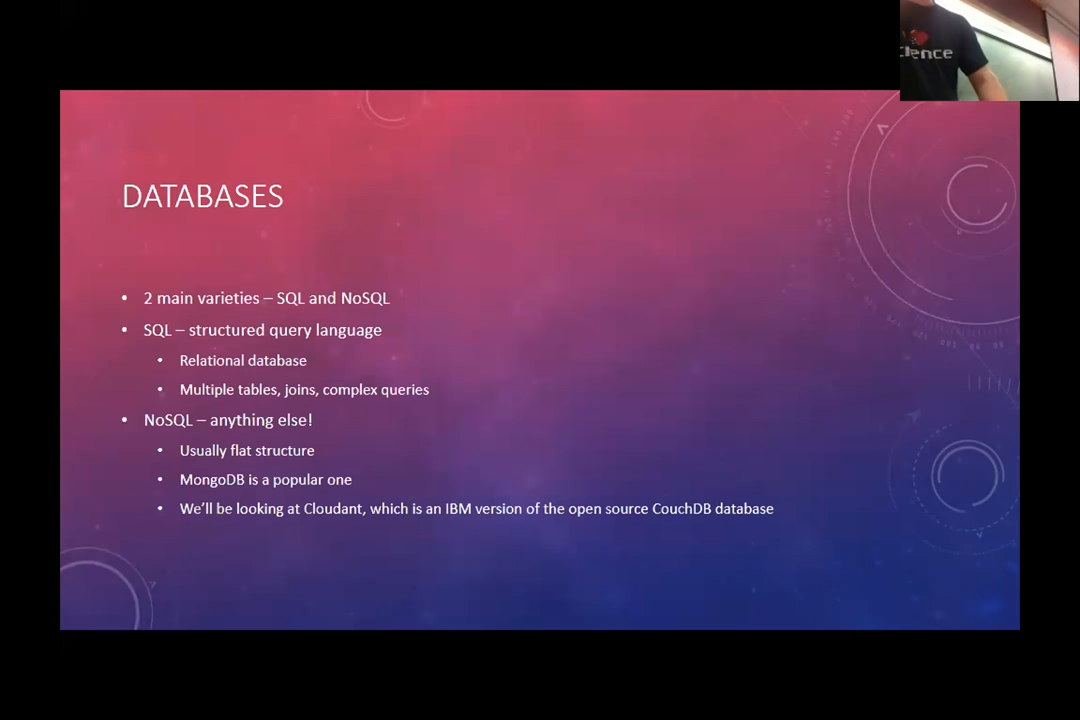 cience
DATABASES
• 2 main varieties – SQL and NoSQL
• SQL – structured query language
• Relational database
• Multiple tables, joins, complex queries
• NoSQL – anything else!
• Usually flat structure
• MongoDB is a popular one
• We'll be looking at Cloudant, which is an IBM version of the open source CouchDB database